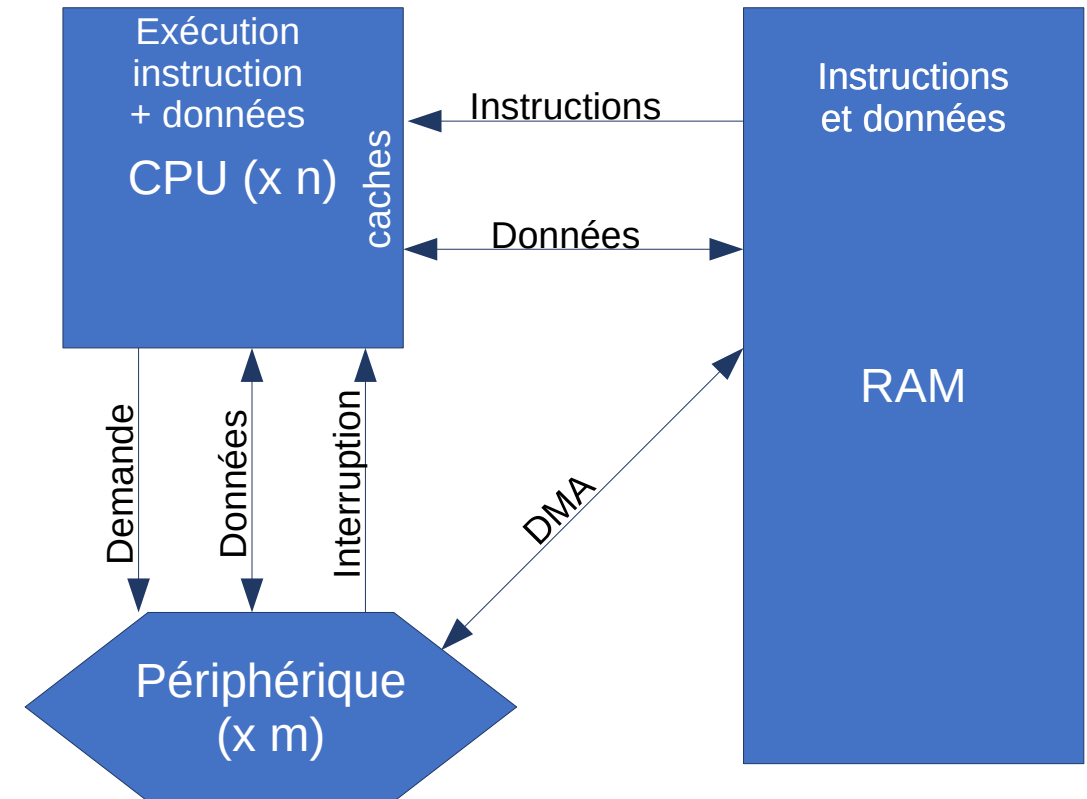 Exécution
instruction
+ données
CPU (x n)
caches
Instructions
Données
Instructions
et données
RAM
Demande
Données
Interruption
DMA
Périphérique
(x m)